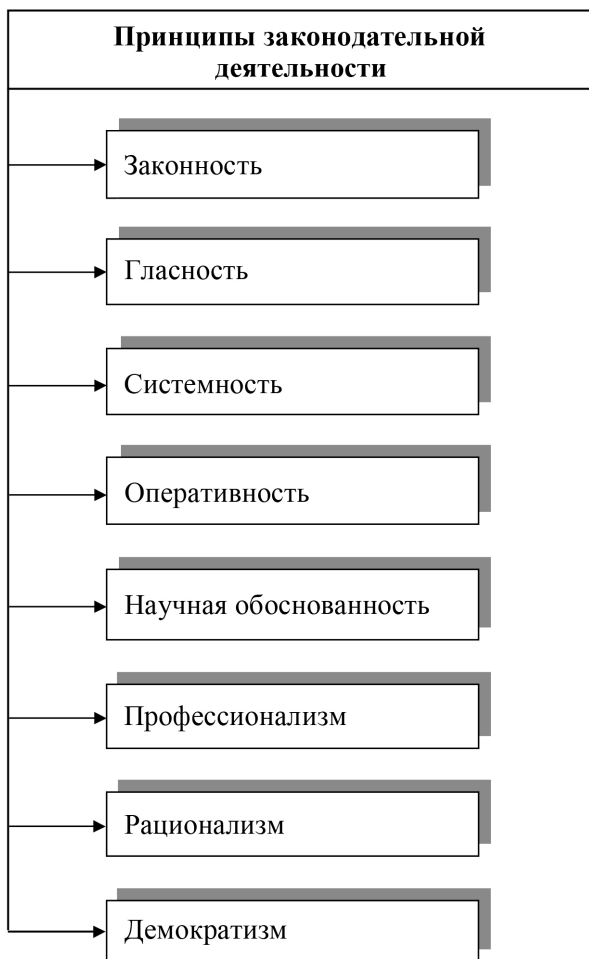 Принципы законодательной
деятельности
Законность
Гласность
Системность
Оперативность
Научная обоснованность
Профессионализм
Рационализм
Демократизм